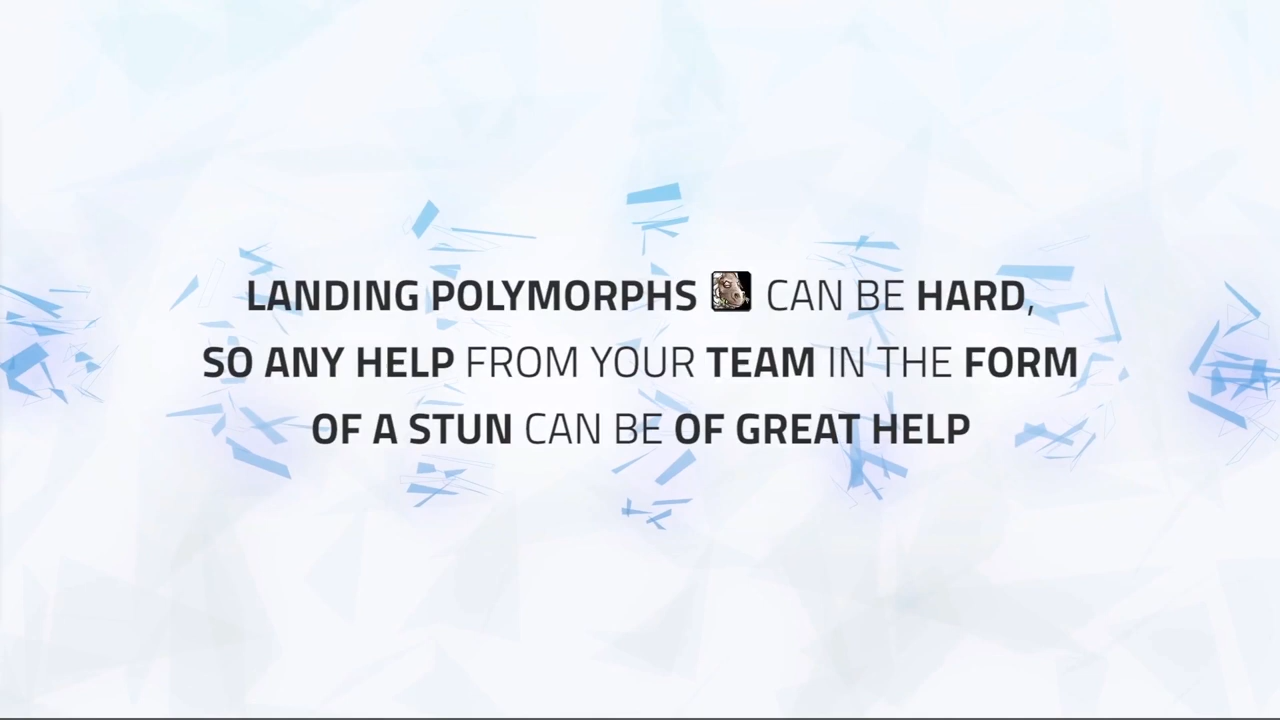 LANDING POLYMORPHS CAN BE HARD,
SO ANY HELP FROM YOUR TEAM IN THE FORM
OF A STUN CAN BE OF GREAT HELP